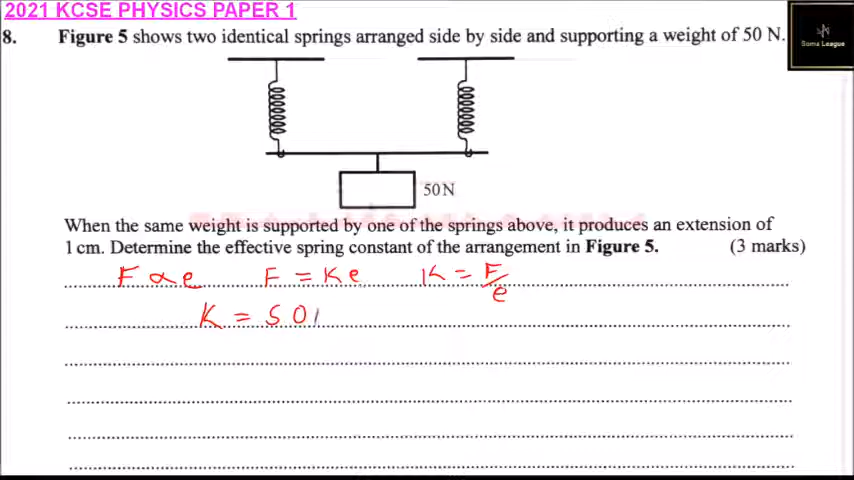 2021 KCSE PHYSICS PAPER 1
8. Figure 5 shows two identical springs arranged side by side and supporting a weight of 50 N.
Soma League
50N
When the same weight is supported by one of the springs above, it produces an extension of
1 cm. Determine the effective spring constant of the arrangement in Figure 5. (3 marks)
F ∝ e F = Ke K = F/e
K = 50